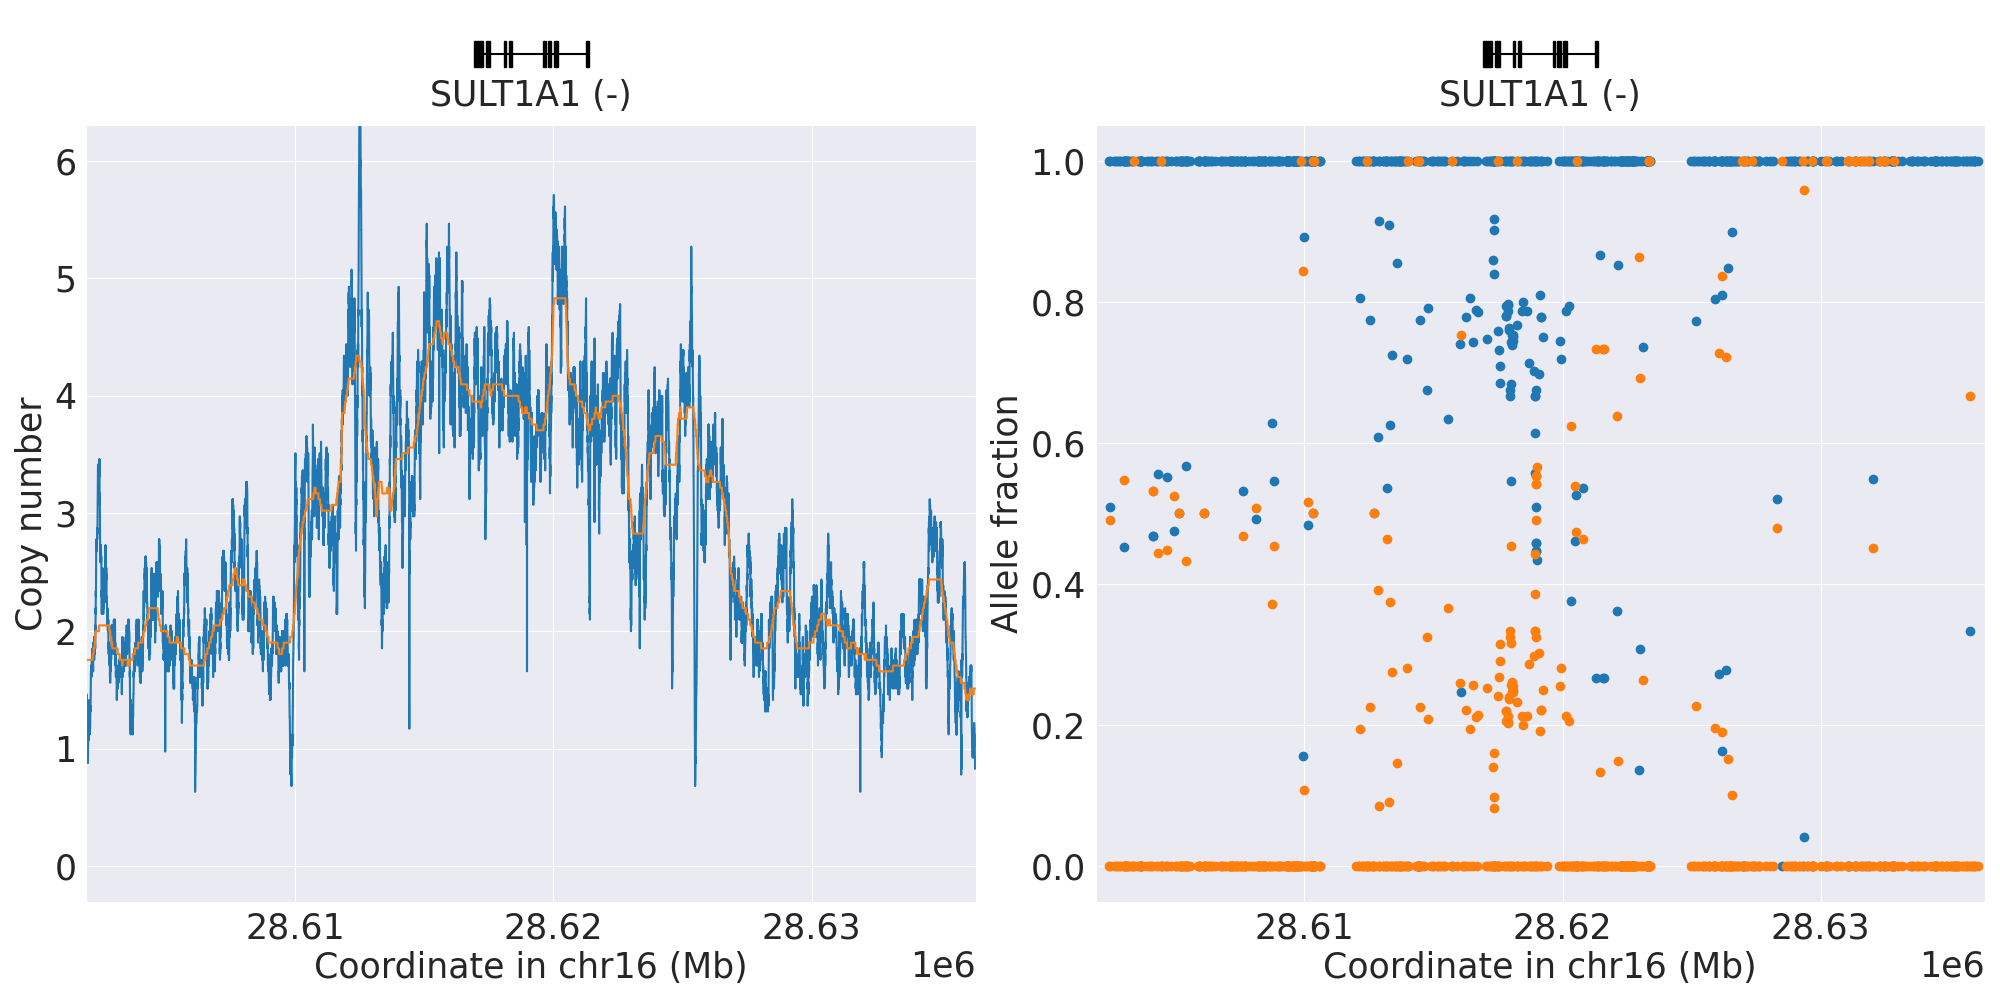 SULT1A1 (-)
6
5
4
3
2
1
0
Copy number
28.61
28.62
28.63
Coordinate in chr16 (Mb)
1e6
SULT1A1 (-)
1.0
0.8
0.6
0.4
0.2
0.0
Allele fraction
28.61
28.62
28.63
Coordinate in chr16 (Mb)
1e6